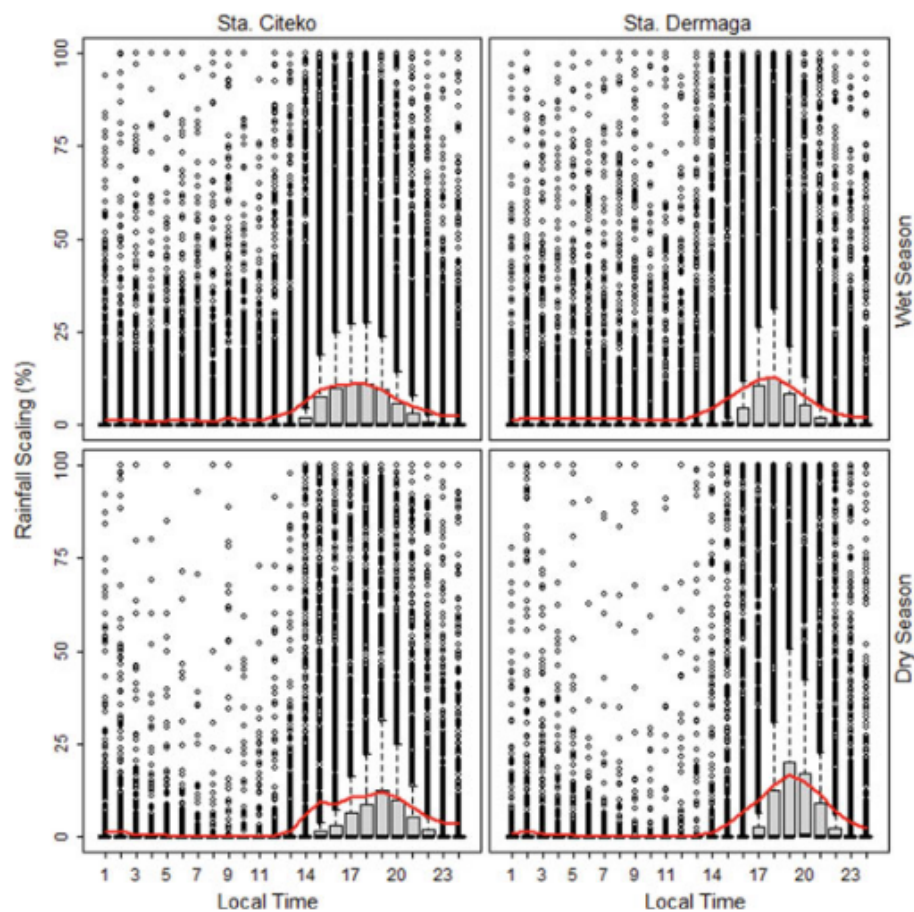 Sta. Citeko
Sta. Dermaga
100
75
50
25
0
Wet Season
Rainfall Scaling (%)
100
75
50
25
0
Dry Season
1 3 5 7 9 11 14 17 20 23
1 3 5 7 9 11 14 17 20 23
Local Time
Local Time